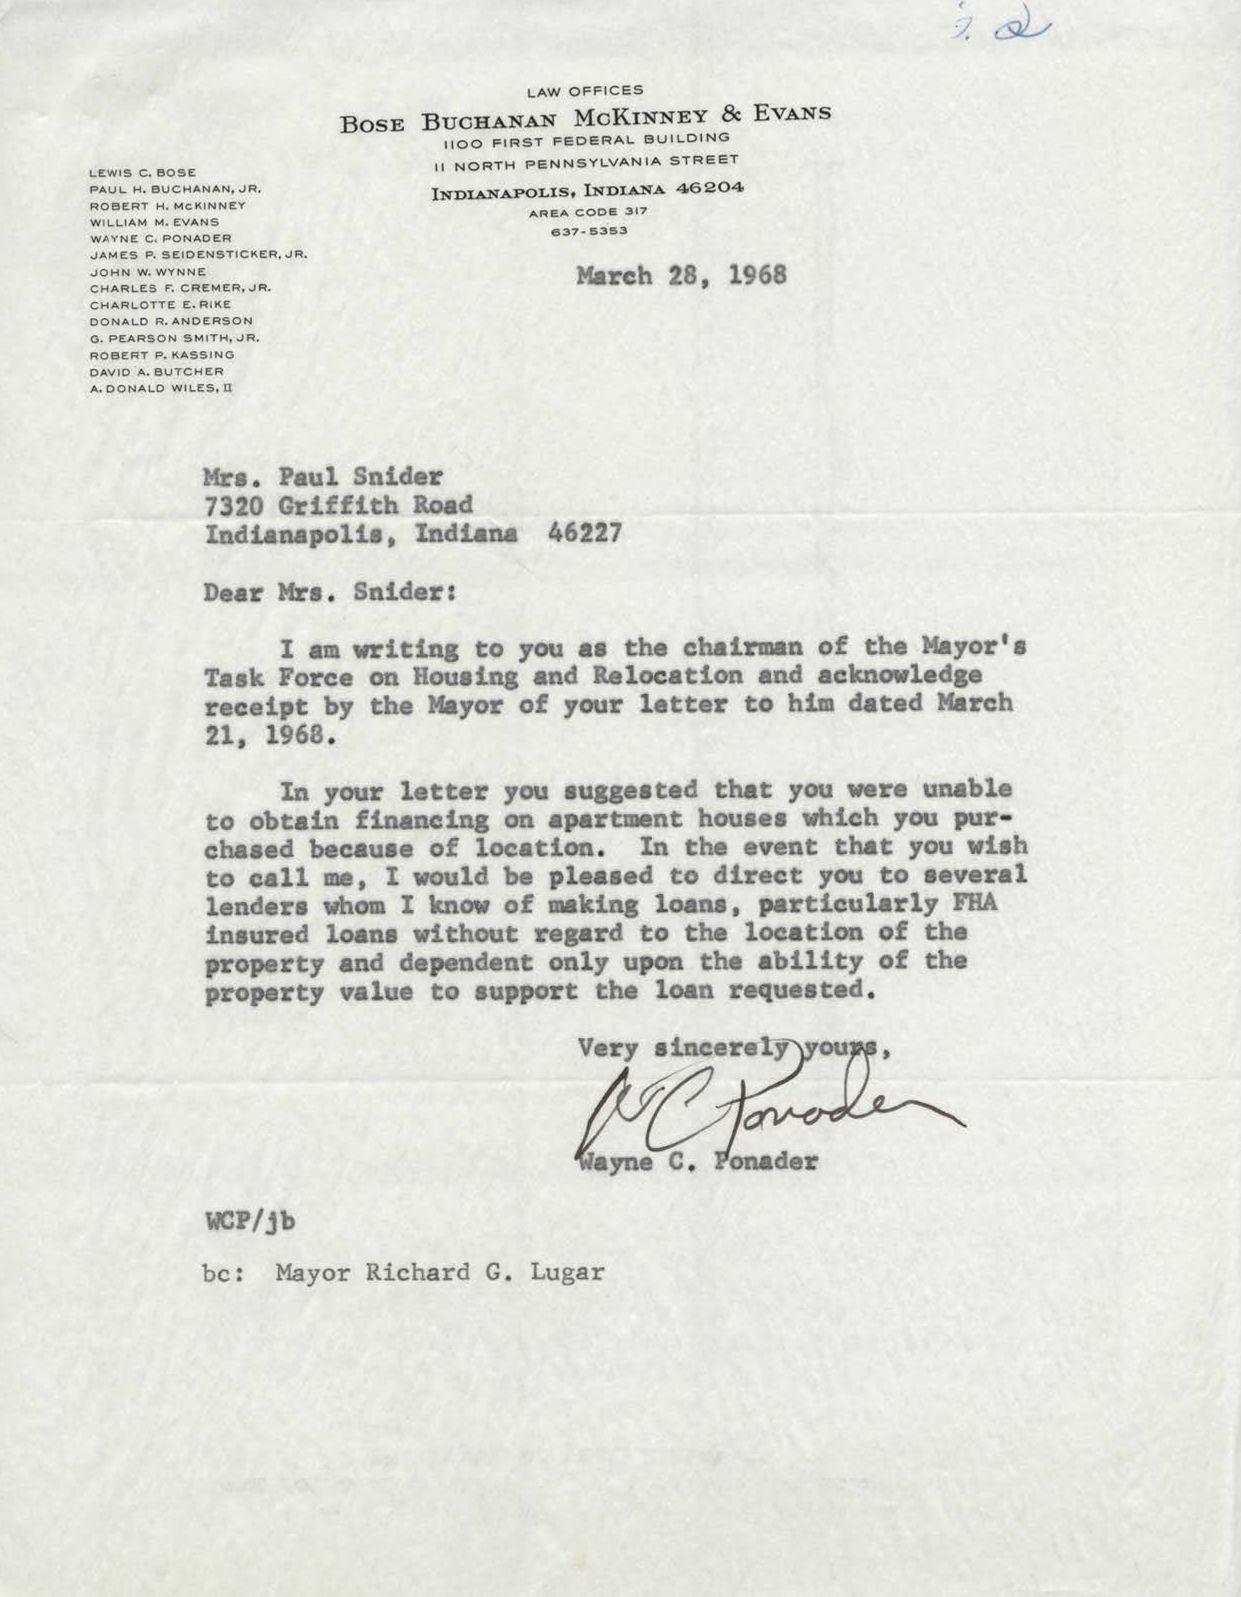 LAW OFFICES
BOSE BUCHANAN McKINNEY & EVANS
1100 FIRST FEDERAL BUILDING
11 NORTH PENNSYLVANIA STREET
INDIANAPOLIS, INDIANA 46204
AREA CODE 317
637-5353
LEWIS C. BOSE
PAUL H. BUCHANAN, JR.
ROBERT H. McKINNEY
WILLIAM M. EVANS
WAYNE C. PONADER
JAMES P. SEIDENSTICKER, JR.
JOHN W. WYNNE
CHARLES F. CREMER, JR.
CHARLOTTE E. RIKE
DONALD R. ANDERSON
G. PEARSON SMITH, JR.
ROBERT P. KASSING
DAVID A. BUTCHER
A. DONALD WILES, II
March 28, 1968
Mrs. Paul Snider
7320 Griffith Road
Indianapolis, Indiana 46227
Dear Mrs. Snider:
I am writing to you as the chairman of the Mayor's
Task Force on Housing and Relocation and acknowledge
receipt by the Mayor of your letter to him dated March
21, 1968.
In your letter you suggested that you were unable
to obtain financing on apartment houses which you pur-
chased because of location. In the event that you wish
to call me, I would be pleased to direct you to several
lenders whom I know of making loans, particularly FHA
insured loans without regard to the location of the
property and dependent only upon the ability of the
property value to support the loan requested.
Very sincerely yours,
W C Ponader
Wayne C. Ponader
WCP/jb
bc: Mayor Richard G. Lugar